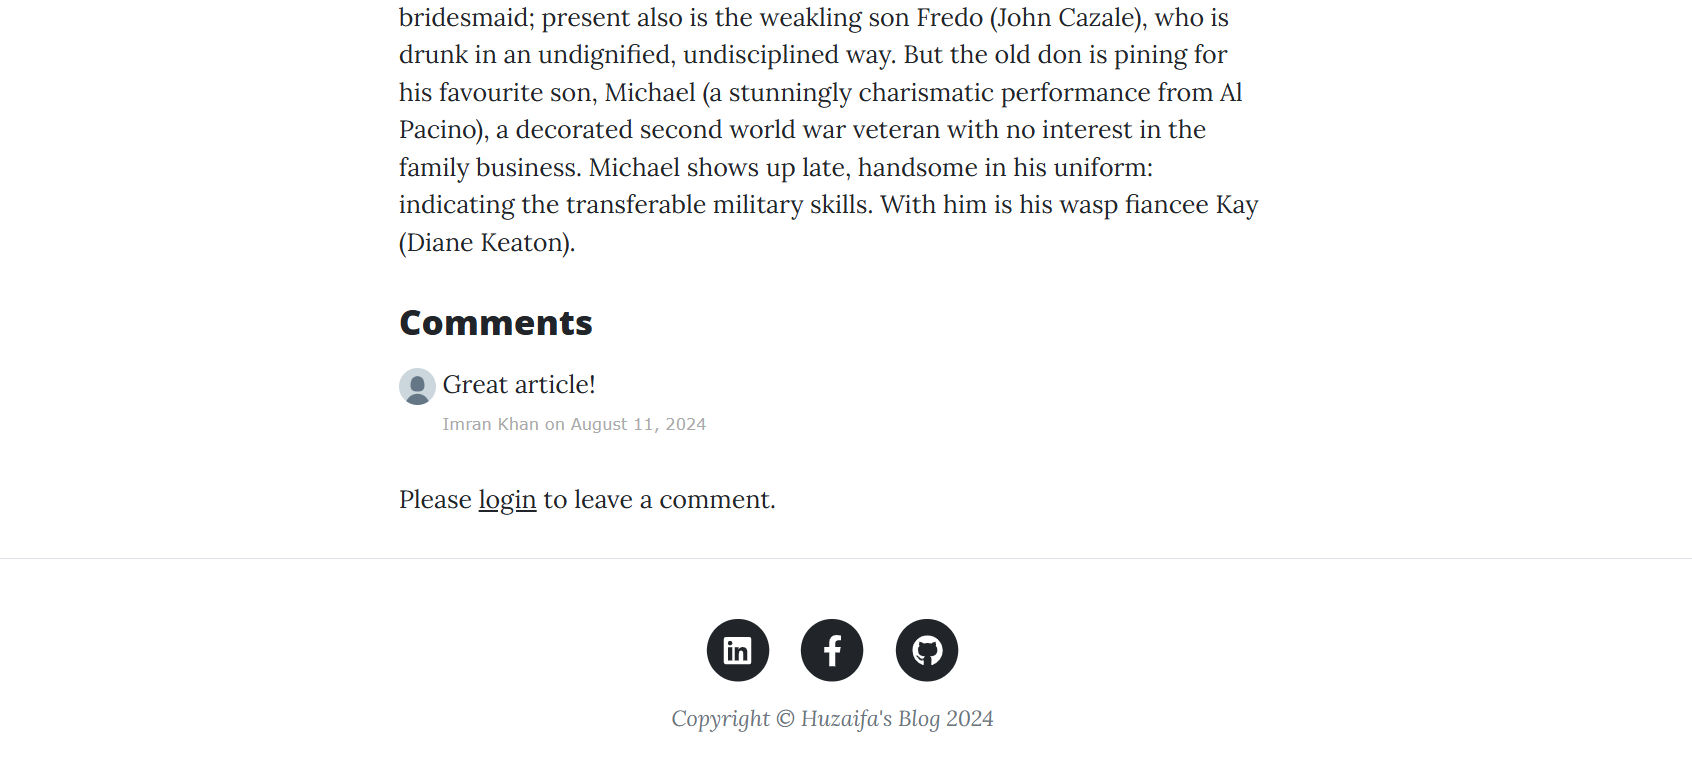 bridesmaid; present also is the weakling son Fredo (John Cazale), who is
drunk in an undignified, undisciplined way. But the old don is pining for
his favourite son, Michael (a stunningly charismatic performance from Al
Pacino), a decorated second world war veteran with no interest in the
family business. Michael shows up late, handsome in his uniform:
indicating the transferable military skills. With him is his wasp fiancee Kay
(Diane Keaton).
Comments
Great article!
Imran Khan on August 11, 2024
Please login to leave a comment.
in f
Copyright © Huzaifa's Blog 2024